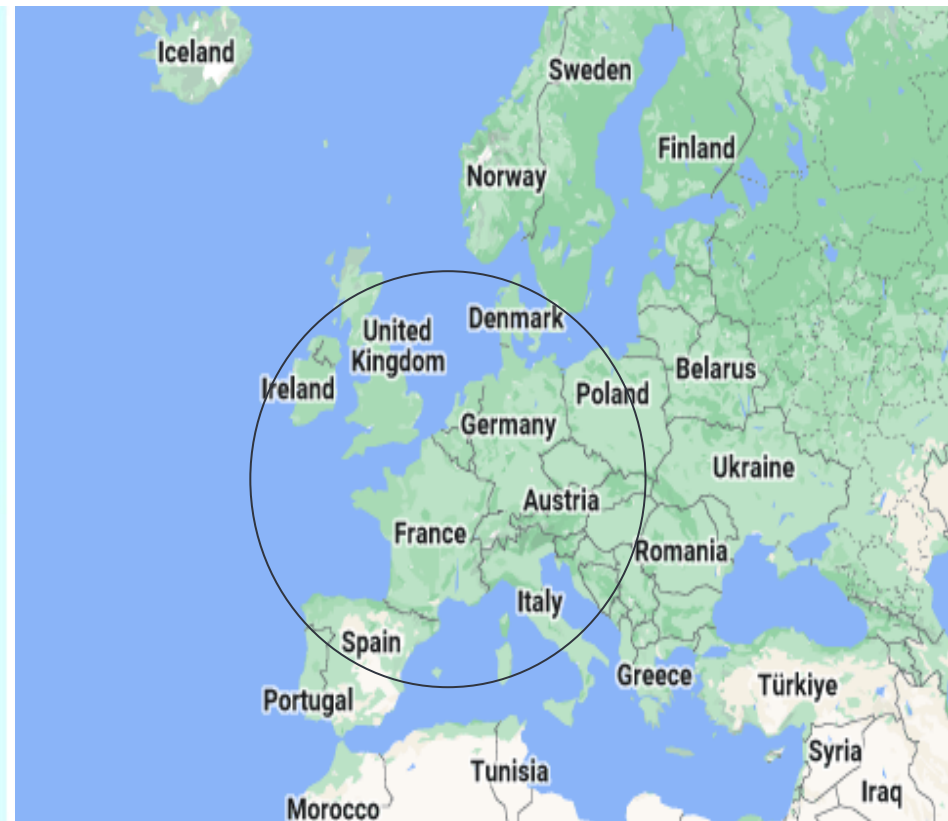 Iceland
Sweden
Finland
Norway
Denmark
United
Kingdom
Belarus
Ireland
Poland
Germany
Ukraine
Austria
France
Romania
Italy
Spain
Greece
Türkiye
Portugal
Syria
Tunisia
Iraq
Morocco